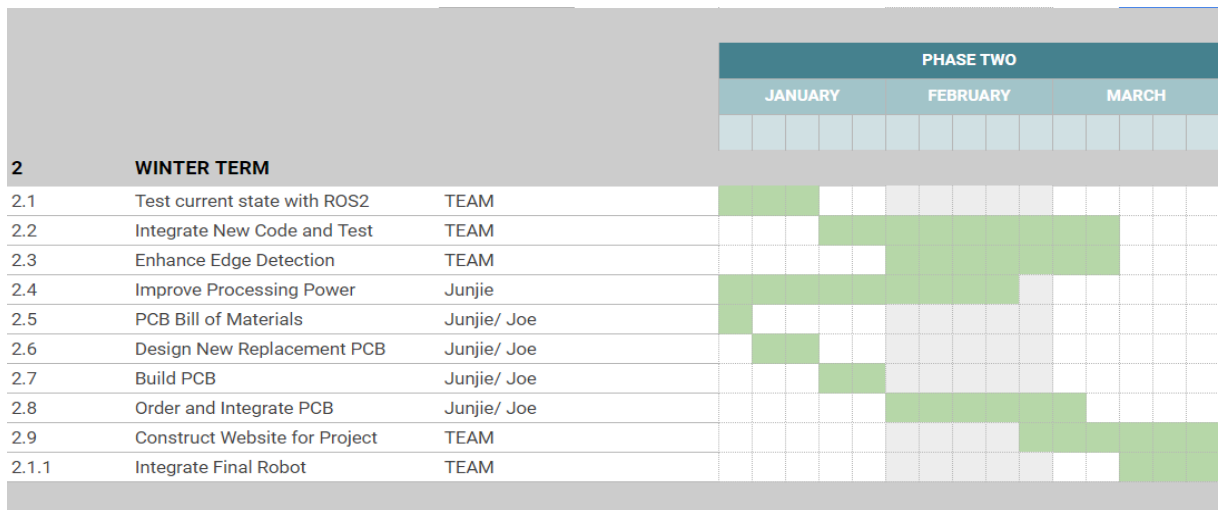 PHASE TWO
JANUARY FEBRUARY MARCH
2 WINTER TERM
2.1 Test current state with ROS2 TEAM
2.2 Integrate New Code and Test TEAM
2.3 Enhance Edge Detection TEAM
2.4 Improve Processing Power Junjie
2.5 PCB Bill of Materials Junjie/ Joe
2.6 Design New Replacement PCB Junjie/ Joe
2.7 Build PCB Junjie/ Joe
2.8 Order and Integrate PCB Junjie/ Joe
2.9 Construct Website for Project TEAM
2.1.1 Integrate Final Robot TEAM